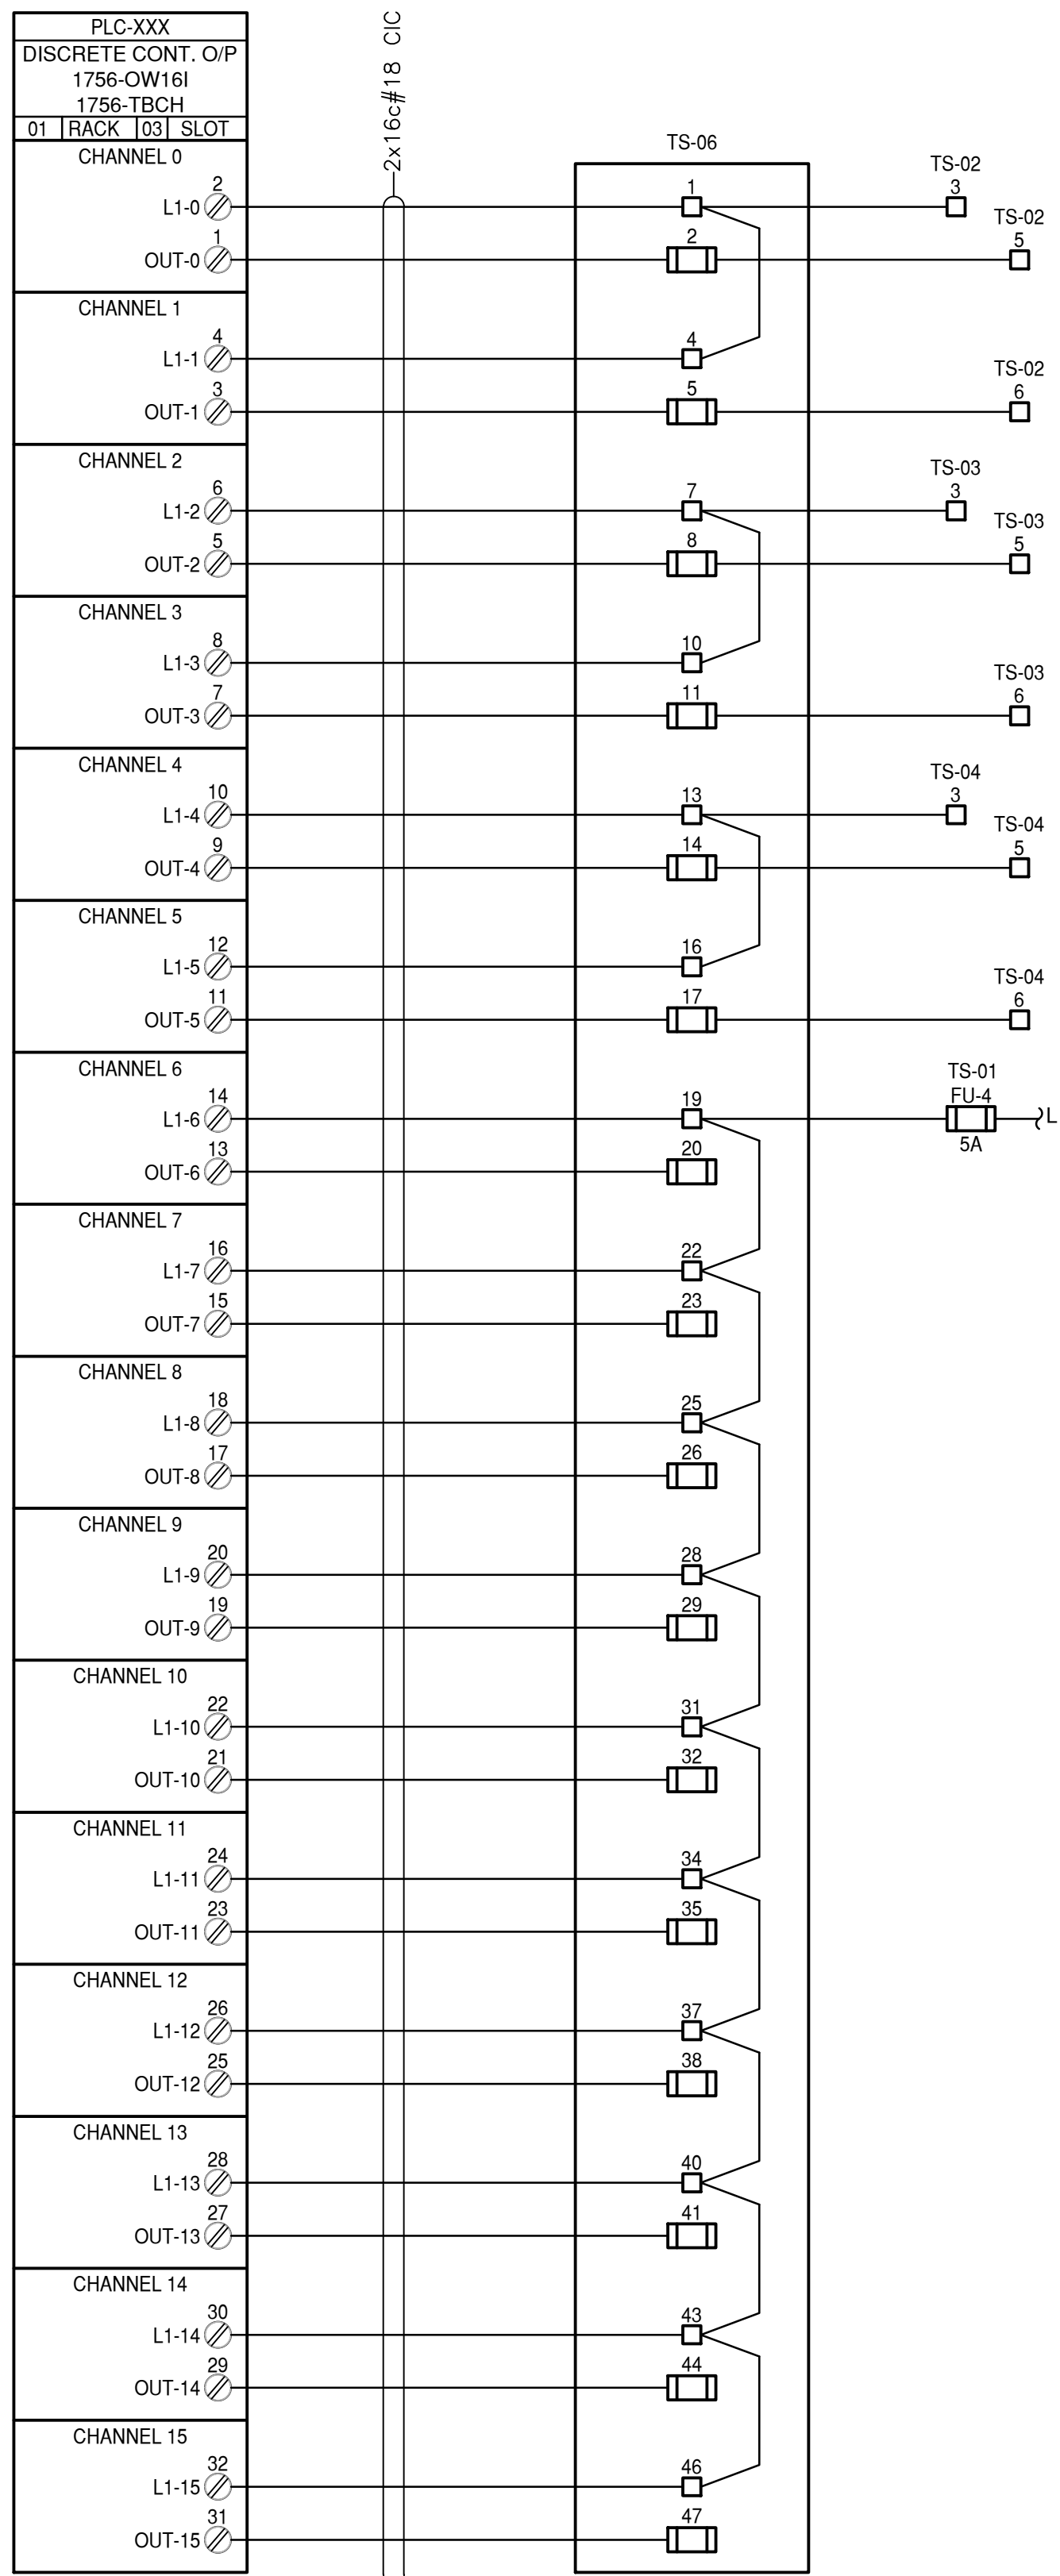 PLC-XXX
DISCRETE CONT. O/P
1756-OW16I
1756-TBCH
01 RACK 03 SLOT
2x16c#18 CIC
TS-06
CHANNEL 0
TS-02
2 1 3
L1-0
TS-02
1 2 5
OUT-0
CHANNEL 1
4 4
L1-1
TS-02
3 5 6
OUT-1
CHANNEL 2
TS-03
6 7 3
L1-2
TS-03
5 8 5
OUT-2
CHANNEL 3
8 10
L1-3
TS-03
7 11 6
OUT-3
CHANNEL 4
TS-04
10 13 3
L1-4
TS-04
9 14 5
OUT-4
CHANNEL 5
12 16
L1-5
TS-04
11 17 6
OUT-5
CHANNEL 6
TS-01
14 19 FU-4
L1-6 L
5A
13 20
OUT-6
CHANNEL 7
16 22
L1-7
15 23
OUT-7
CHANNEL 8
18 25
L1-8
17 26
OUT-8
CHANNEL 9
20 28
L1-9
19 29
OUT-9
CHANNEL 10
22 31
L1-10
21 32
OUT-10
CHANNEL 11
24 34
L1-11
23 35
OUT-11
CHANNEL 12
26 37
L1-12
25 38
OUT-12
CHANNEL 13
28 40
L1-13
27 41
OUT-13
CHANNEL 14
30 43
L1-14
29 44
OUT-14
CHANNEL 15
32 46
L1-15
31 47
OUT-15